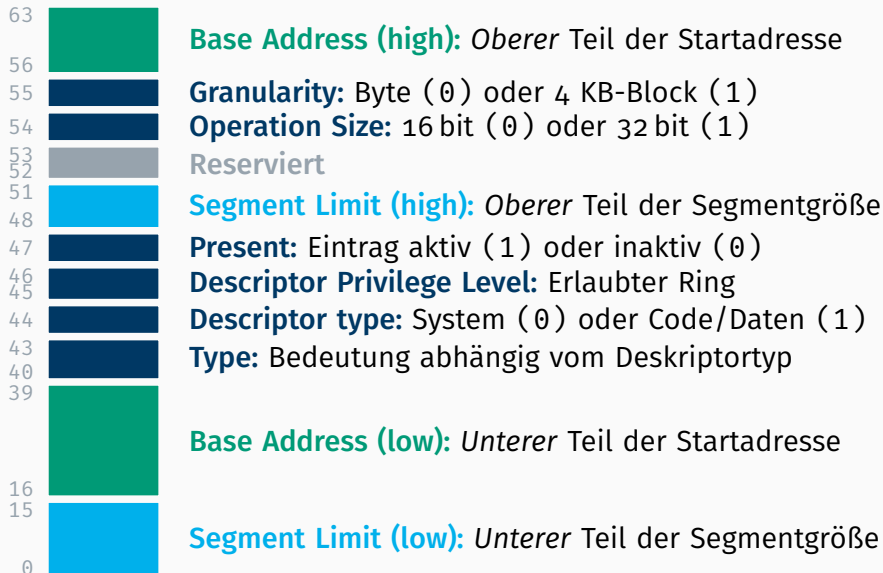 63
Base Address (high): Oberer Teil der Startadresse
56
55 Granularity: Byte (0) oder 4 KB-Block (1)
54 Operation Size: 16 bit (0) oder 32 bit (1)
53
52 Reserviert
51
Segment Limit (high): Oberer Teil der Segmentgröße
48
47 Present: Eintrag aktiv (1) oder inaktiv (0)
46
45 Descriptor Privilege Level: Erlaubter Ring
44 Descriptor type: System (0) oder Code/Daten (1)
43
Type: Bedeutung abhängig vom Deskriptortyp
40
39
Base Address (low): Unterer Teil der Startadresse
16
15
Segment Limit (low): Unterer Teil der Segmentgröße
0